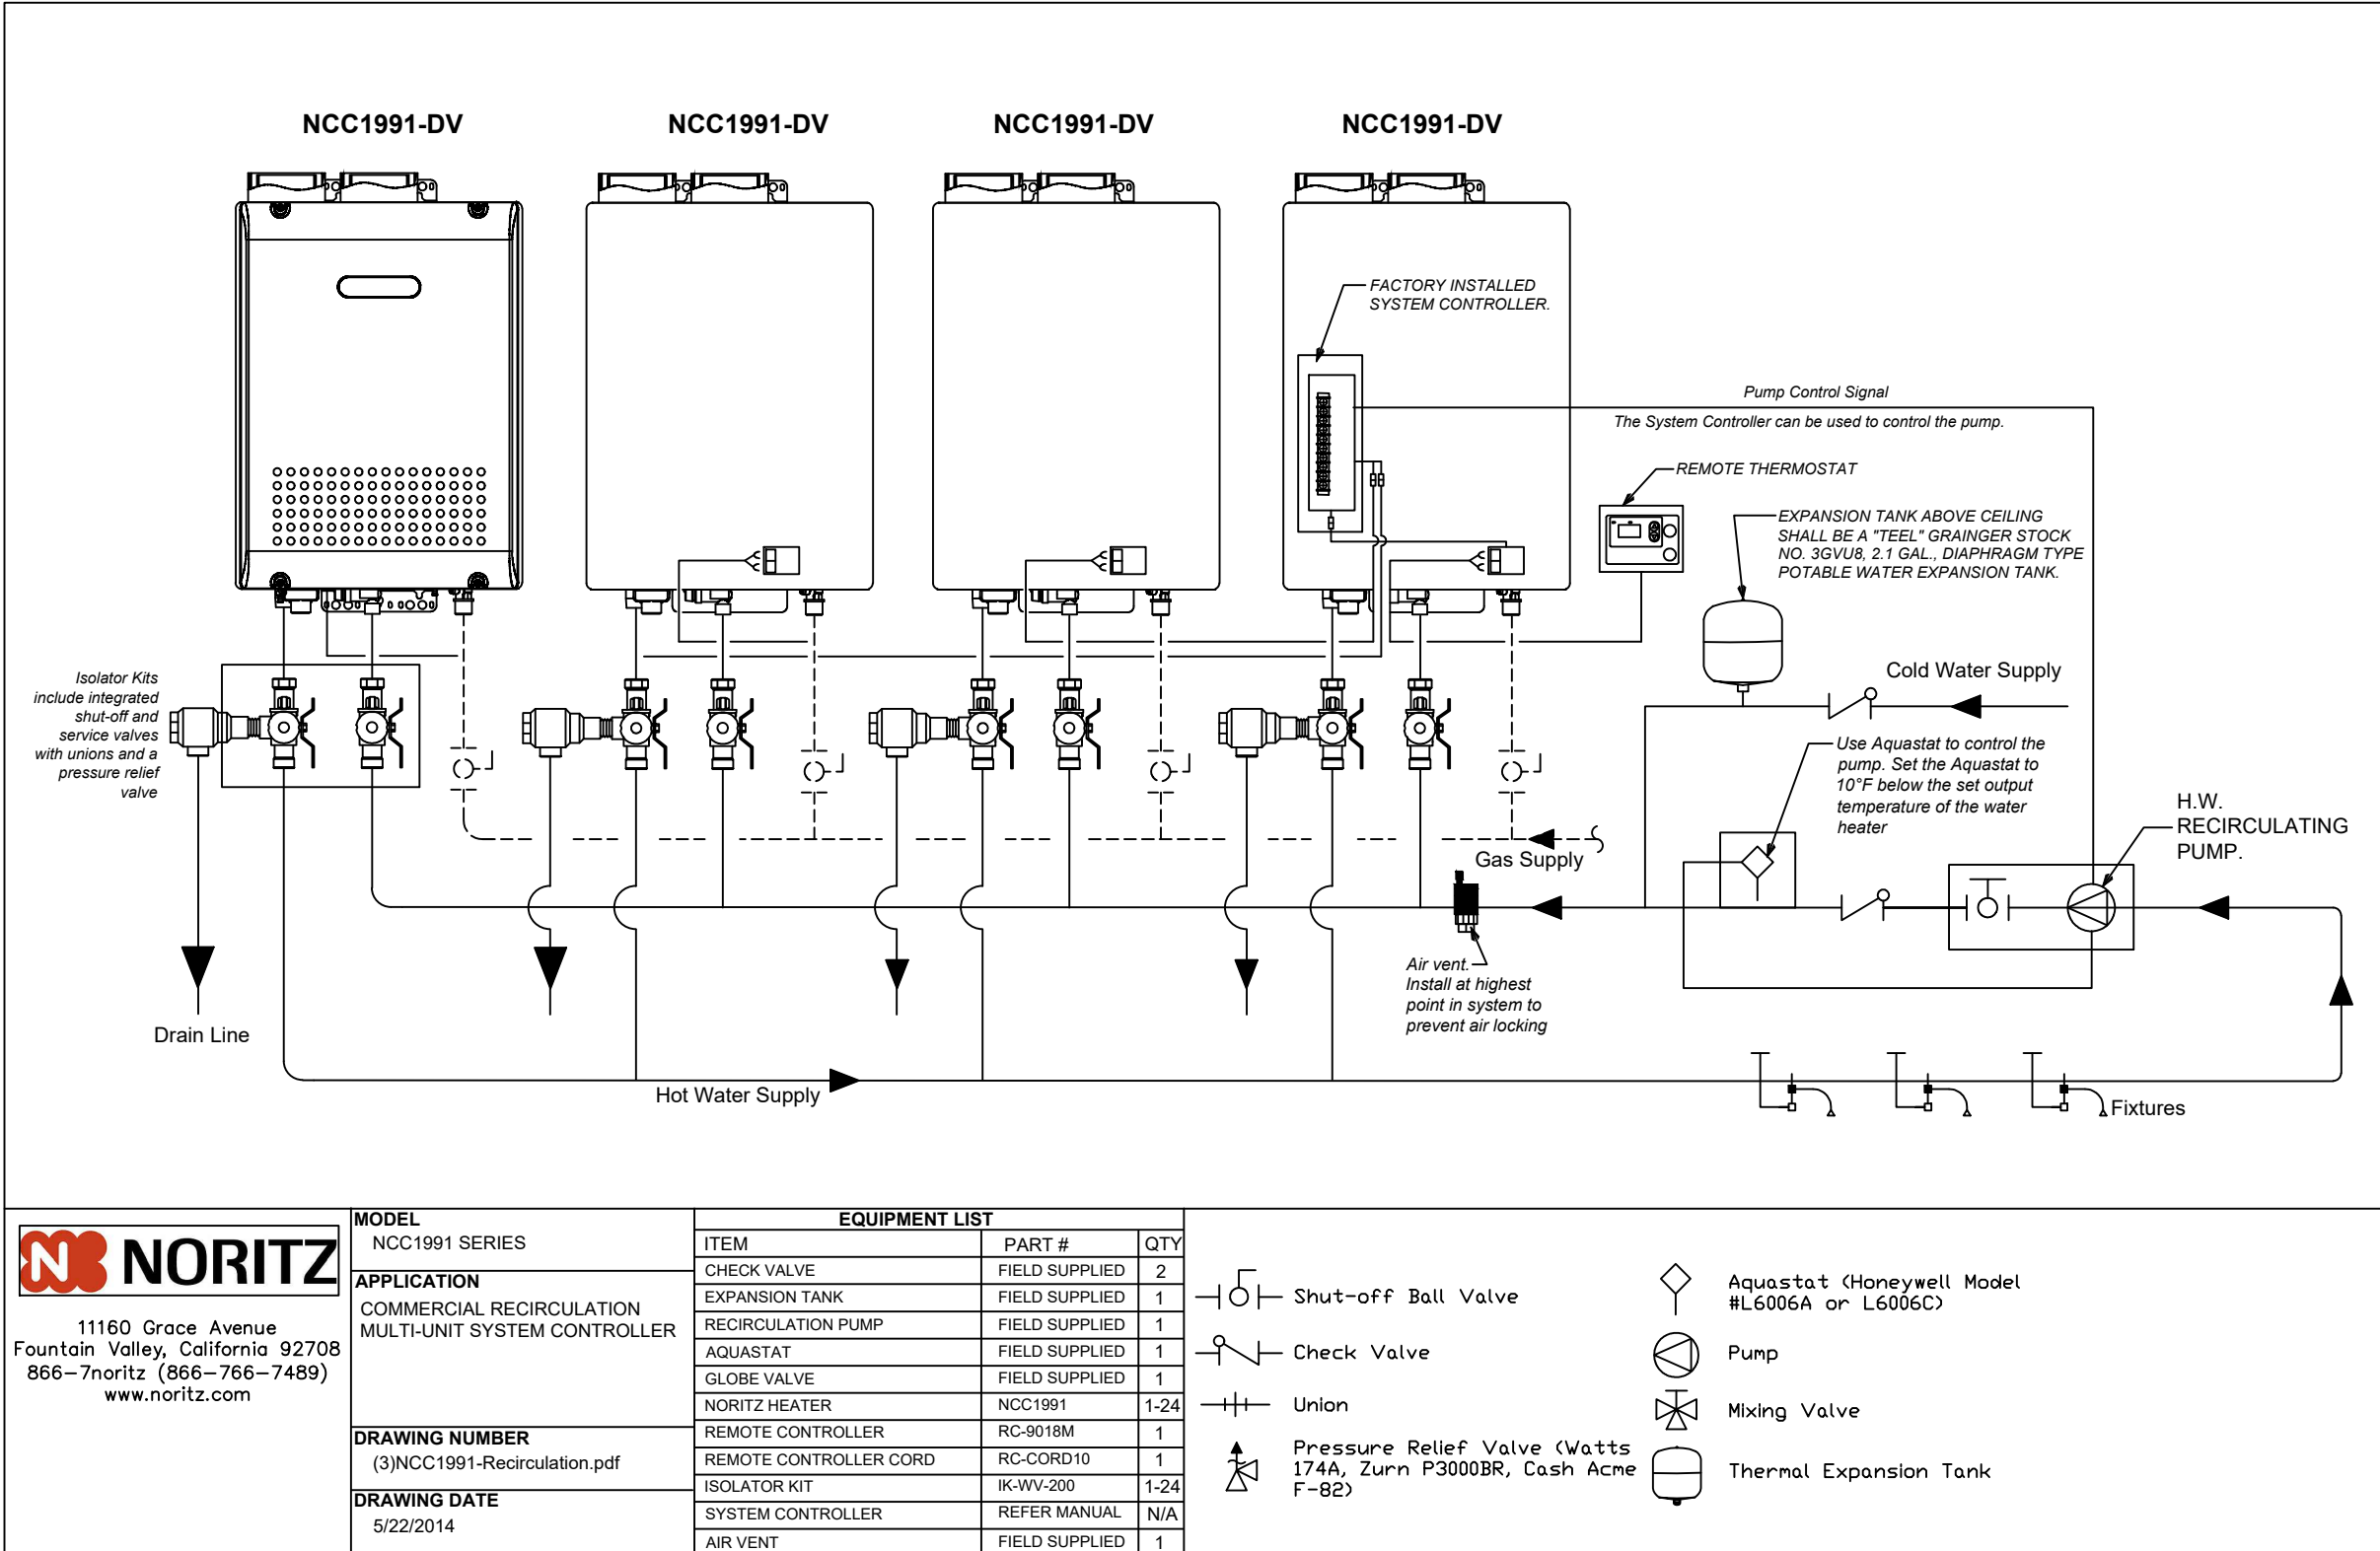 NCC1991-DV
NCC1991-DV
NCC1991-DV
NCC1991-DV
FACTORY INSTALLED
SYSTEM CONTROLLER.
Pump Control Signal
The System Controller can be used to control the pump.
REMOTE THERMOSTAT
EXPANSION TANK ABOVE CEILING
SHALL BE A "TEEL" GRAINGER STOCK
NO. 3GVU8, 2.1 GAL., DIAPHRAGM TYPE
POTABLE WATER EXPANSION TANK.
Isolator Kits
include integrated
shut-off and
service valves
with unions and a
pressure relief
valve
Cold Water Supply
Use Aquastat to control the
pump. Set the Aquastat to
10°F below the set output
temperature of the water
heater
H.W.
RECIRCULATING
PUMP.
Gas Supply
Air vent.
Install at highest
point in system to
prevent air locking
Drain Line
Hot Water Supply
Fixtures
N NORITZ
11160 Grace Avenue
Fountain Valley, California 92708
866-7noritz (866-766-7489)
www.noritz.com
MODEL
NCC1991 SERIES
APPLICATION
COMMERCIAL RECIRCULATION
MULTI-UNIT SYSTEM CONTROLLER
DRAWING NUMBER
(3)NCC1991-Recirculation.pdf
DRAWING DATE
5/22/2014
EQUIPMENT LIST
ITEM PART # QTY
CHECK VALVE FIELD SUPPLIED 2
EXPANSION TANK FIELD SUPPLIED 1
RECIRCULATION PUMP FIELD SUPPLIED 1
AQUASTAT FIELD SUPPLIED 1
GLOBE VALVE FIELD SUPPLIED 1
NORITZ HEATER NCC1991 1-24
REMOTE CONTROLLER RC-9018M 1
REMOTE CONTROLLER CORD RC-CORD10 1
ISOLATOR KIT IK-WV-200 1-24
SYSTEM CONTROLLER REFER MANUAL N/A
AIR VENT FIELD SUPPLIED 1
Shut-off Ball Valve
Check Valve
Union
Pressure Relief Valve (Watts
174A, Zurn P3000BR, Cash Acme
F-82)
Aquastat (Honeywell Model
#L6006A or L6006C)
Pump
Mixing Valve
Thermal Expansion Tank